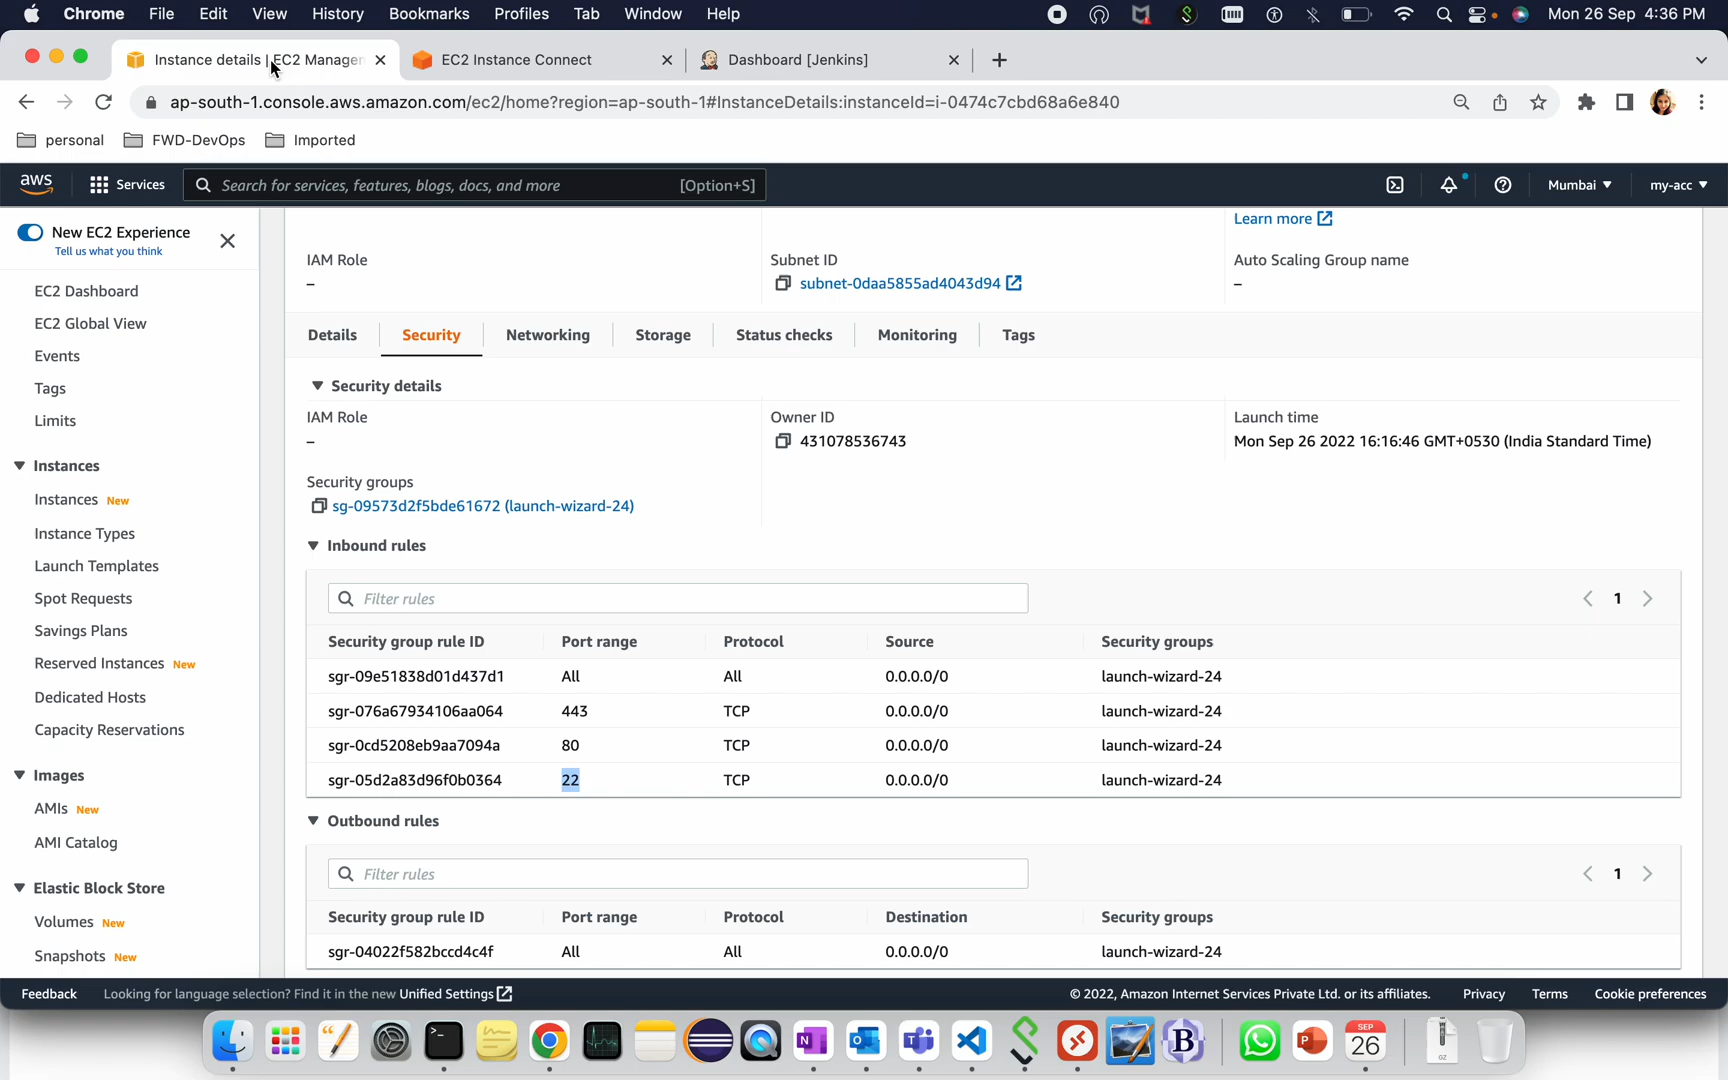 Chrome File Edit View History Bookmarks Profiles Tab Window Help Mon 26 Sep 4:36 PM
Instance details | EC2 Manager EC2 Instance Connect Dashboard [Jenkins]
ap-south-1.console.aws.amazon.com/ec2/home?region=ap-south-1#InstanceDetails:instanceId=i-0474c7cbd68a6e840
personal FWD-DevOps Imported
aws Services Search for services, features, blogs, docs, and more [Option+S] Mumbai my-acc
New EC2 Experience
Tell us what you think
EC2 Dashboard
EC2 Global View
Events
Tags
Limits
Instances
Instances New
Instance Types
Launch Templates
Spot Requests
Savings Plans
Reserved Instances New
Dedicated Hosts
Capacity Reservations
Images
AMIs New
AMI Catalog
Elastic Block Store
Volumes New
Snapshots New
Learn more
IAM Role Subnet ID Auto Scaling Group name
– subnet-0daa5855ad4043d94 –
Details Security Networking Storage Status checks Monitoring Tags
Security details
IAM Role Owner ID Launch time
– 431078536743 Mon Sep 26 2022 16:16:46 GMT+0530 (India Standard Time)
Security groups
sg-09573d2f5bde61672 (launch-wizard-24)
Inbound rules
Filter rules 1
Security group rule ID Port range Protocol Source Security groups
sgr-09e51838d01d437d1 All All 0.0.0.0/0 launch-wizard-24
sgr-076a67934106aa064 443 TCP 0.0.0.0/0 launch-wizard-24
sgr-0cd5208eb9aa7094a 80 TCP 0.0.0.0/0 launch-wizard-24
sgr-05d2a83d96f0b0364 22 TCP 0.0.0.0/0 launch-wizard-24
Outbound rules
Filter rules 1
Security group rule ID Port range Protocol Destination Security groups
sgr-04022f582bccd4c4f All All 0.0.0.0/0 launch-wizard-24
Feedback Looking for language selection? Find it in the new Unified Settings © 2022, Amazon Internet Services Private Ltd. or its affiliates. Privacy Terms Cookie preferences
N O T B P SEP 26 GZ